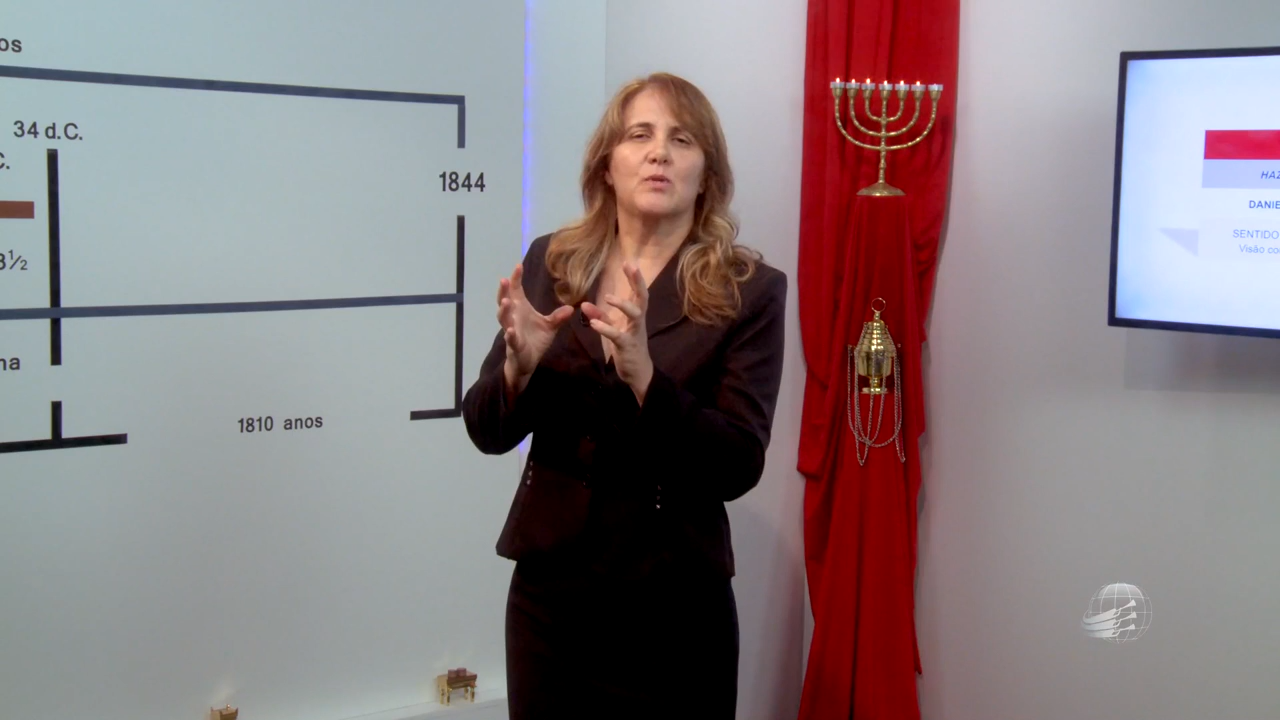 os
34 d.C.
C.
1844
3½
na
1810 anos
HAZ
DANIE
SENTIDO
Visão co